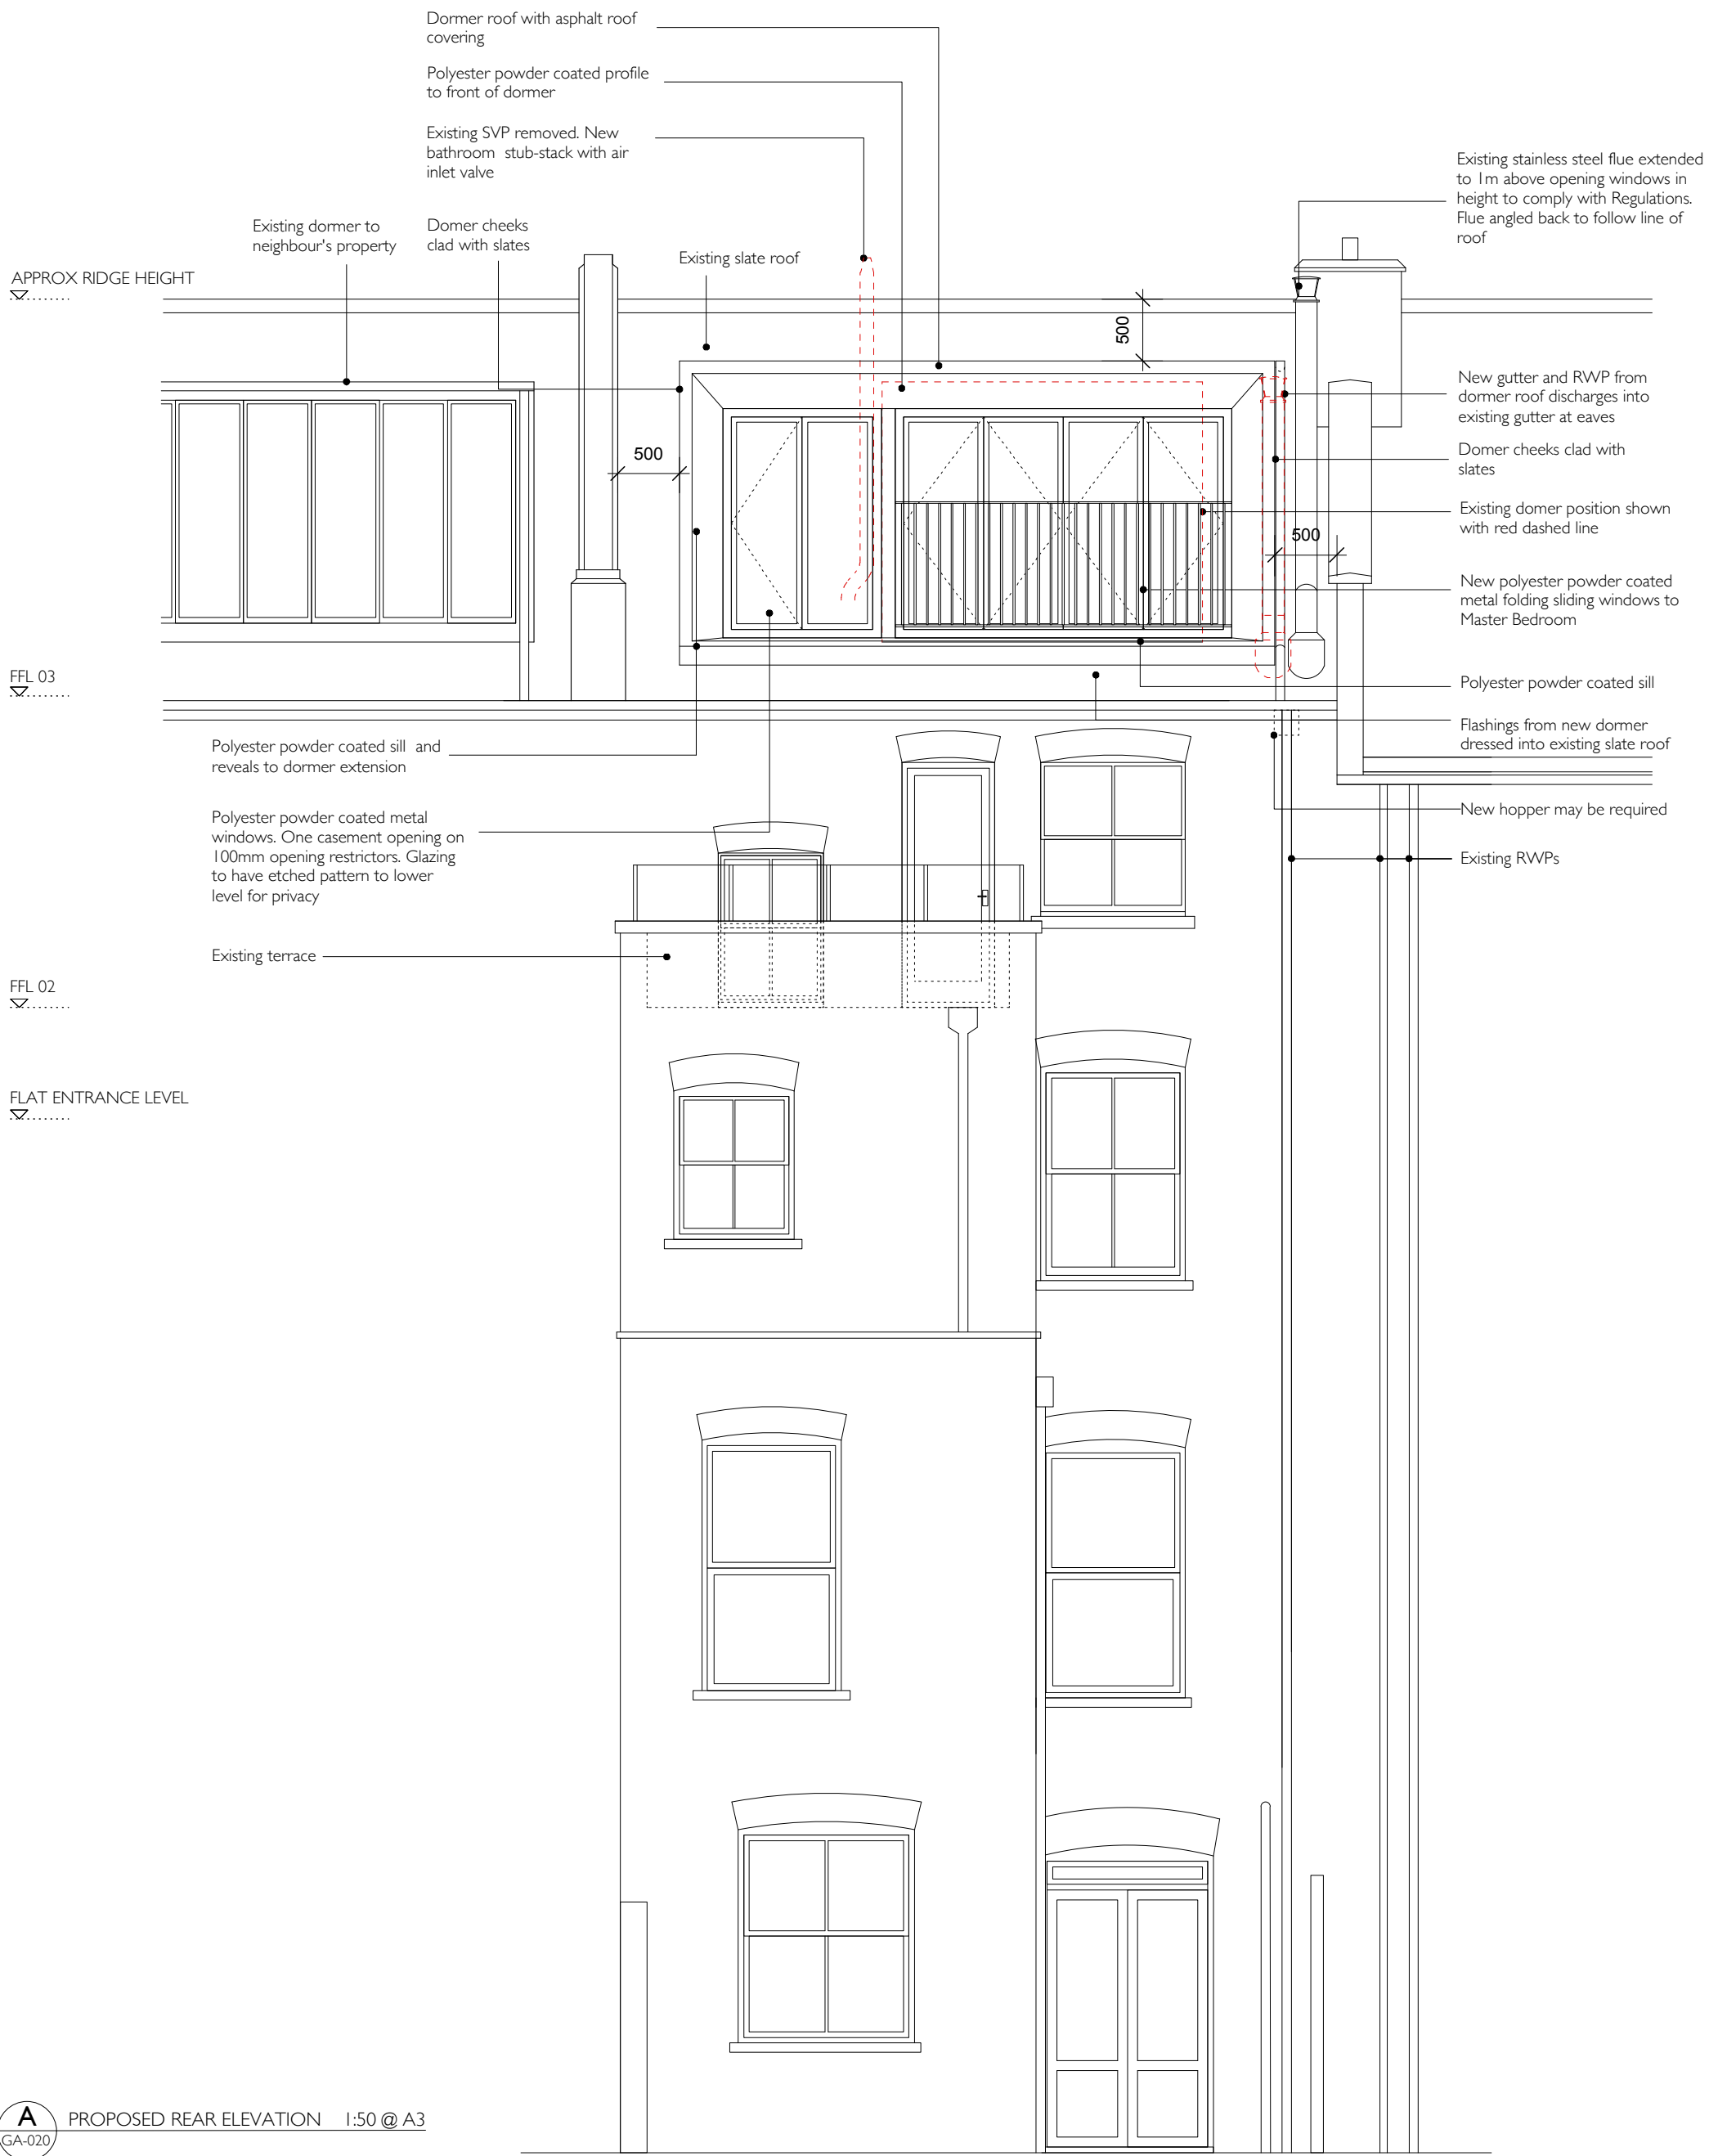 Dormer roof with asphalt roof
covering
Polyester powder coated profile
to front of dormer
Existing SVP removed. New
bathroom stub-stack with air
inlet valve
Existing stainless steel flue extended
to 1m above opening windows in
height to comply with Regulations.
Flue angled back to follow line of
roof
Existing dormer to
neighbour's property
Domer cheeks
clad with slates
Existing slate roof
APPROX RIDGE HEIGHT
500
New gutter and RWP from
dormer roof discharges into
existing gutter at eaves
500
Domer cheeks clad with
slates
Existing domer position shown
with red dashed line
500
New polyester powder coated
metal folding sliding windows to
Master Bedroom
FFL 03
Polyester powder coated sill
Flashings from new dormer
dressed into existing slate roof
Polyester powder coated sill and
reveals to dormer extension
New hopper may be required
Polyester powder coated metal
windows. One casement opening on
100mm opening restrictors. Glazing
to have etched pattern to lower
level for privacy
Existing RWPs
Existing terrace
FFL 02
FLAT ENTRANCE LEVEL
A
GA-020
PROPOSED REAR ELEVATION 1:50 @ A3